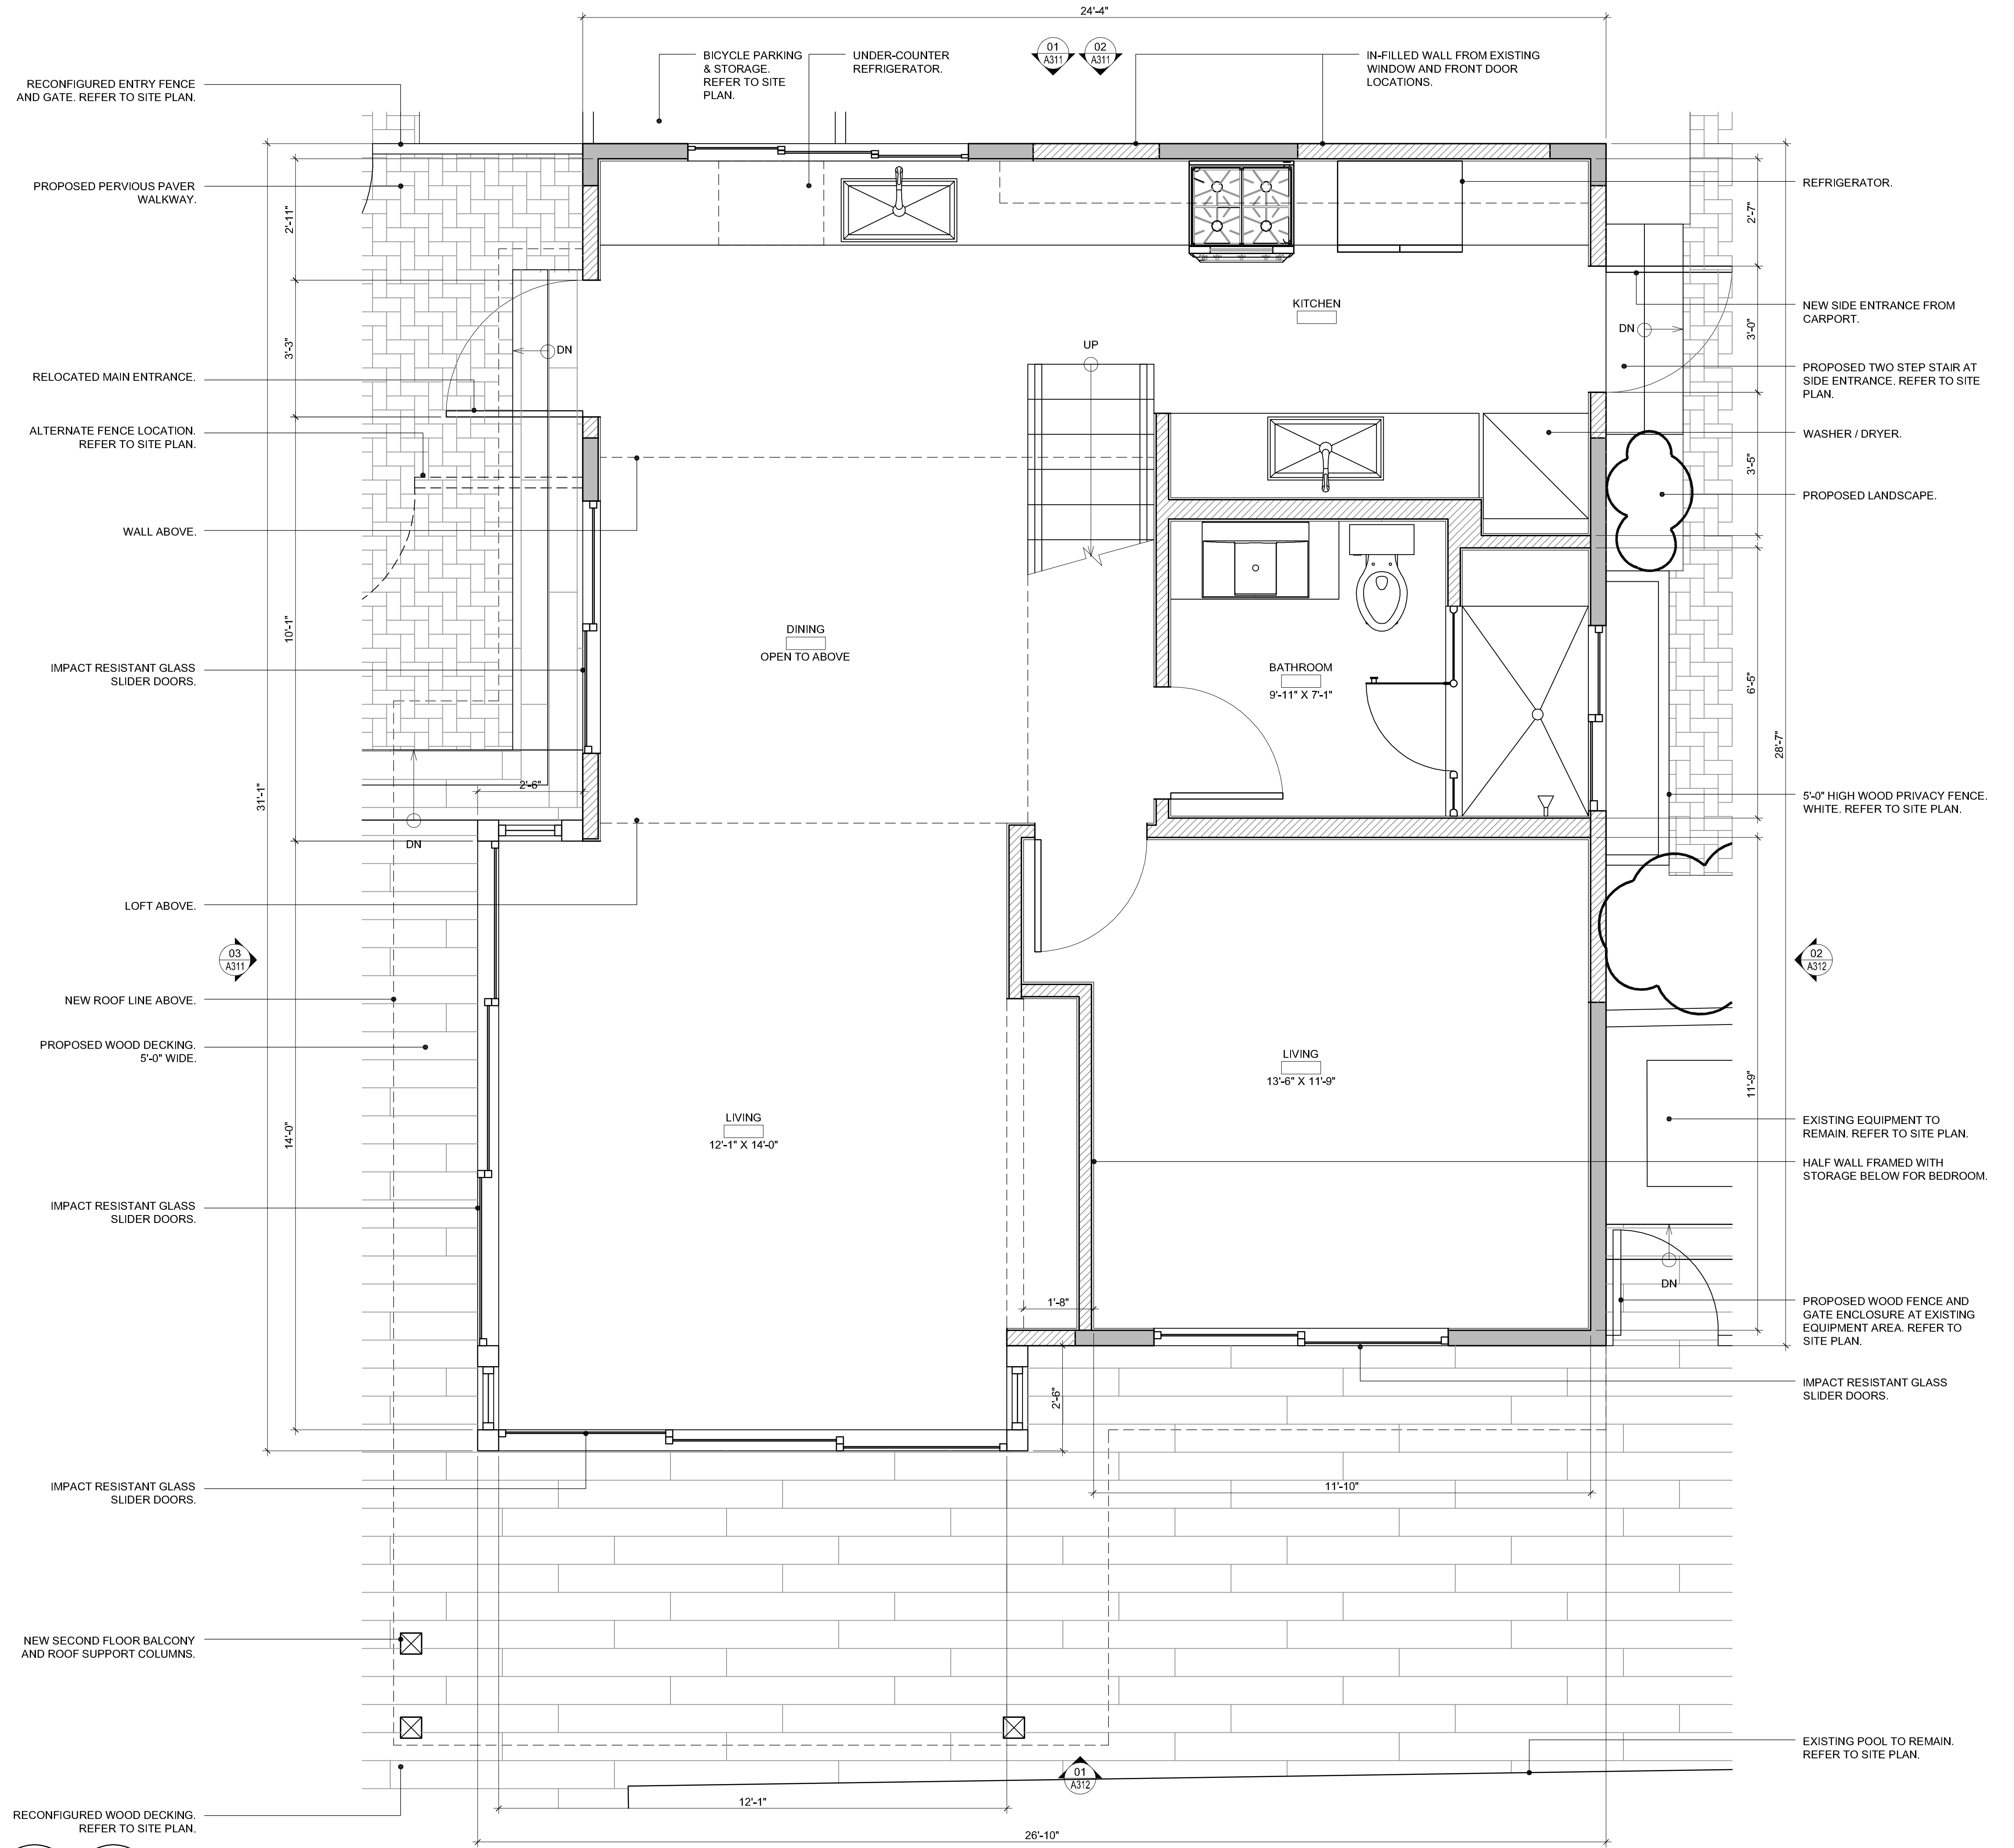 24'-4"
BICYCLE PARKING
& STORAGE.
REFER TO SITE
PLAN.
UNDER-COUNTER
REFRIGERATOR.
01
A311
02
A311
IN-FILLED WALL FROM EXISTING
WINDOW AND FRONT DOOR
LOCATIONS.
RECONFIGURED ENTRY FENCE
AND GATE. REFER TO SITE PLAN.
PROPOSED PERVIOUS PAVER
WALKWAY.
2'-11"
REFRIGERATOR.
2'-7"
KITCHEN
NEW SIDE ENTRANCE FROM
CARPORT.
DN
3'-0"
3'-3"
DN
UP
RELOCATED MAIN ENTRANCE.
PROPOSED TWO STEP STAIR AT
SIDE ENTRANCE. REFER TO SITE
PLAN.
ALTERNATE FENCE LOCATION.
REFER TO SITE PLAN.
WASHER / DRYER.
3'-5"
PROPOSED LANDSCAPE.
WALL ABOVE.
10'-1"
DINING
OPEN TO ABOVE
IMPACT RESISTANT GLASS
SLIDER DOORS.
BATHROOM
9'-11" X 7'-1"
6'-5"
28'-7"
31'-1"
2'-6"
5'-0" HIGH WOOD PRIVACY FENCE.
WHITE. REFER TO SITE PLAN.
DN
LOFT ABOVE.
03
A311
02
A312
NEW ROOF LINE ABOVE.
PROPOSED WOOD DECKING.
5'-0" WIDE.
LIVING
13'-6" X 11'-9"
11'-9"
LIVING
12'-1" X 14'-0"
14'-0"
EXISTING EQUIPMENT TO
REMAIN. REFER TO SITE PLAN.
HALF WALL FRAMED WITH
STORAGE BELOW FOR BEDROOM.
IMPACT RESISTANT GLASS
SLIDER DOORS.
DN
1'-8"
PROPOSED WOOD FENCE AND
GATE ENCLOSURE AT EXISTING
EQUIPMENT AREA. REFER TO
SITE PLAN.
2'-6"
IMPACT RESISTANT GLASS
SLIDER DOORS.
IMPACT RESISTANT GLASS
SLIDER DOORS.
11'-10"
NEW SECOND FLOOR BALCONY
AND ROOF SUPPORT COLUMNS.
EXISTING POOL TO REMAIN.
REFER TO SITE PLAN.
01
A312
12'-1"
RECONFIGURED WOOD DECKING.
REFER TO SITE PLAN.
26'-10"